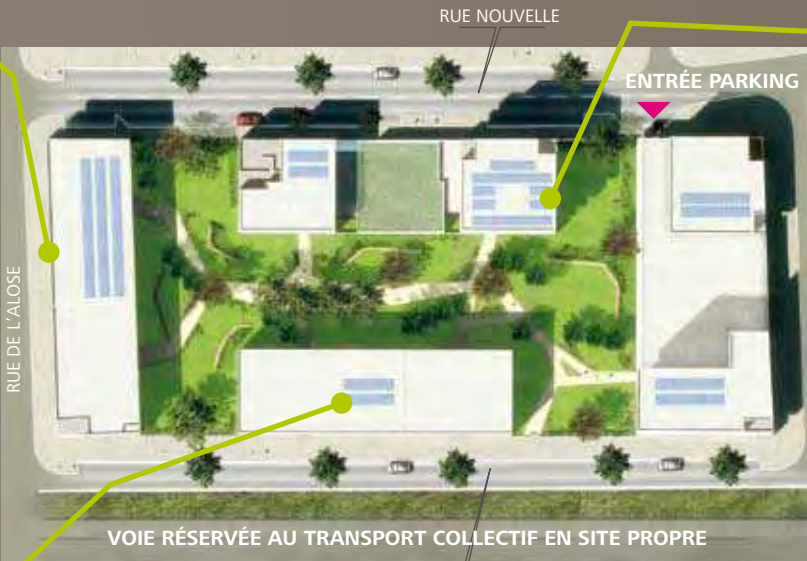 RUE NOUVELLE
ENTRÉE PARKING
RUE DE L'ALOSE
VOIE RÉSERVÉE AU TRANSPORT COLLECTIF EN SITE PROPRE